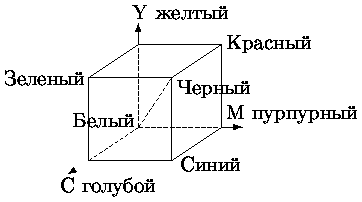 Y желтый
Красный
Зеленый
Черный
Белый
M пурпурный
Синий
C голубой